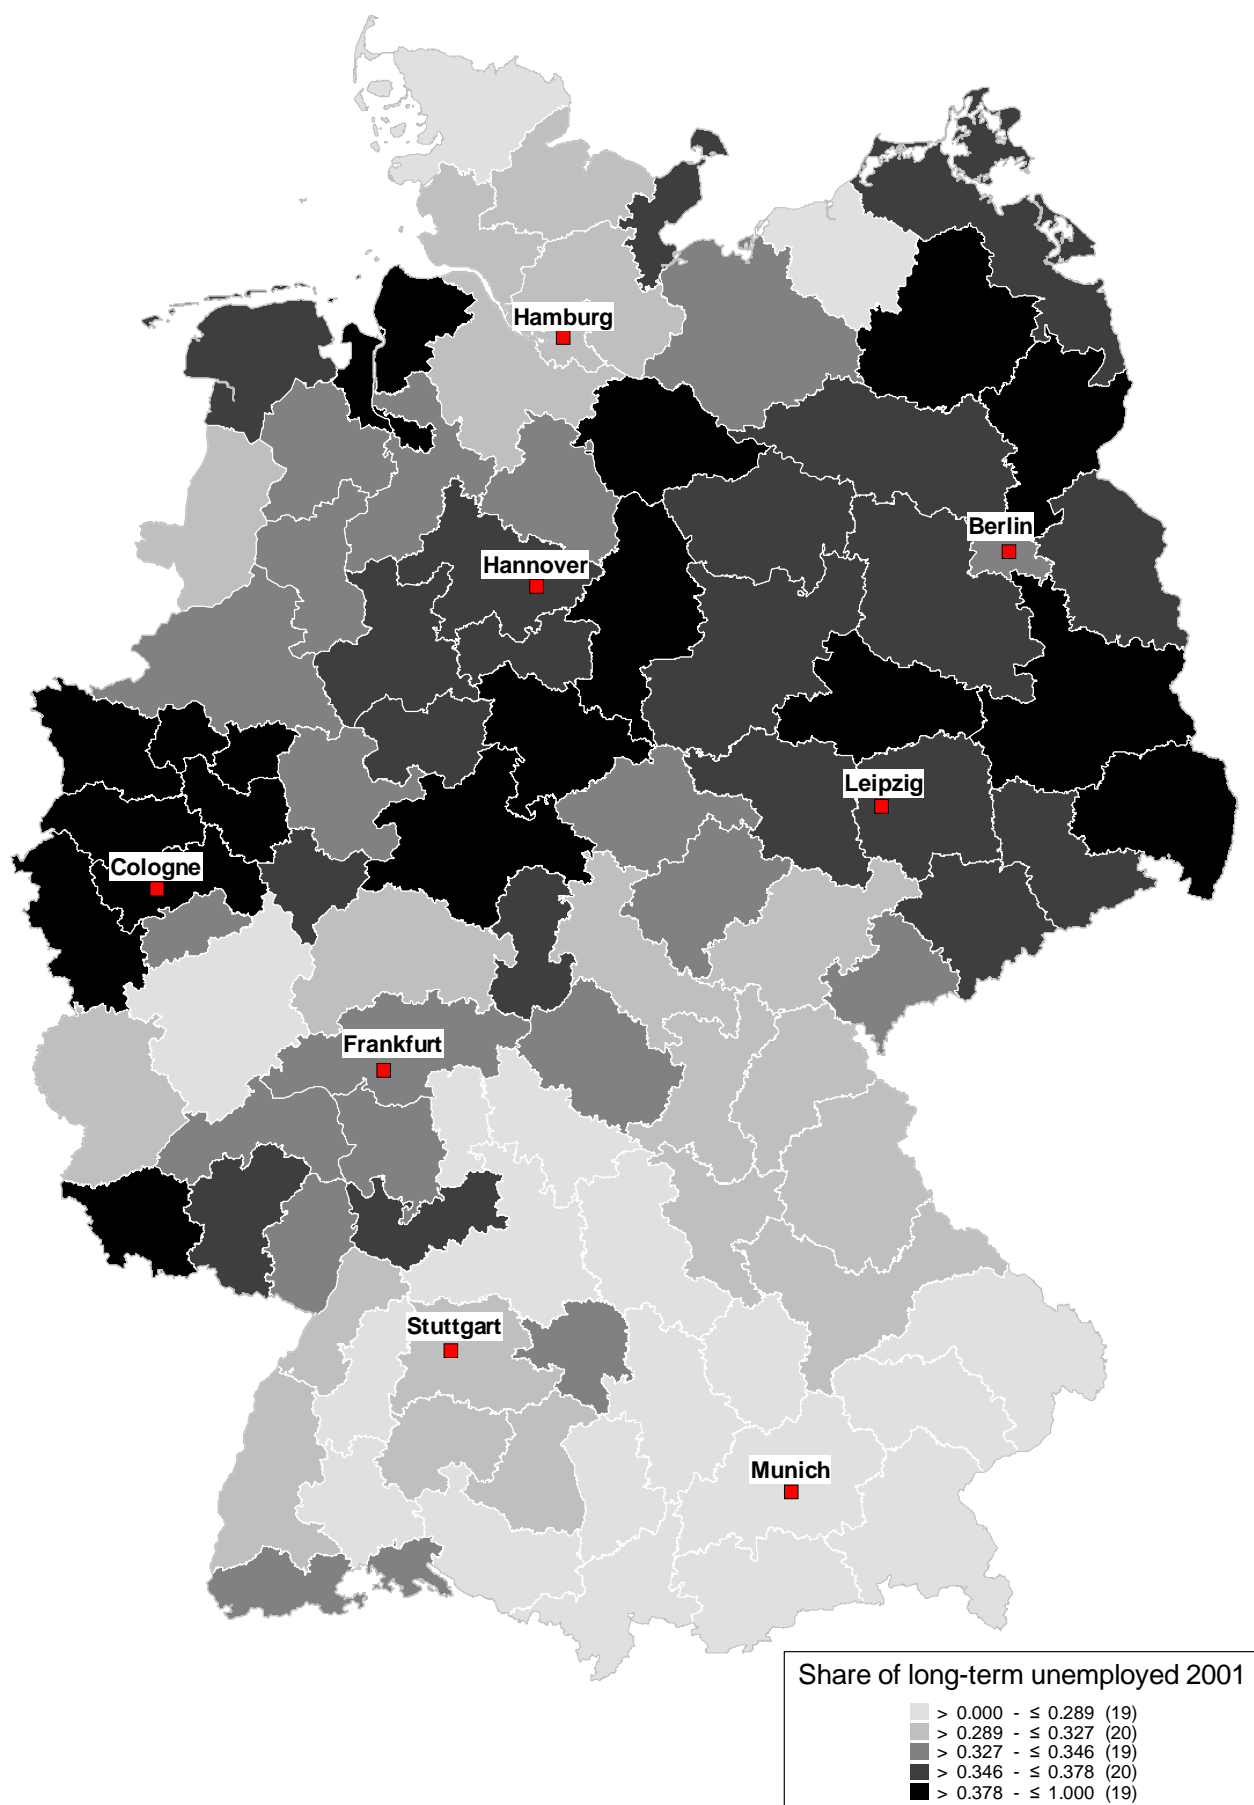 Hamburg
Berlin
Hannover
Leipzig
Cologne
Frankfurt
Stuttgart
Munich
Share of long-term unemployed 2001
> 0.000 - ≤ 0.289 (19)
> 0.289 - ≤ 0.327 (20)
> 0.327 - ≤ 0.346 (19)
> 0.346 - ≤ 0.378 (20)
> 0.378 - ≤ 1.000 (19)